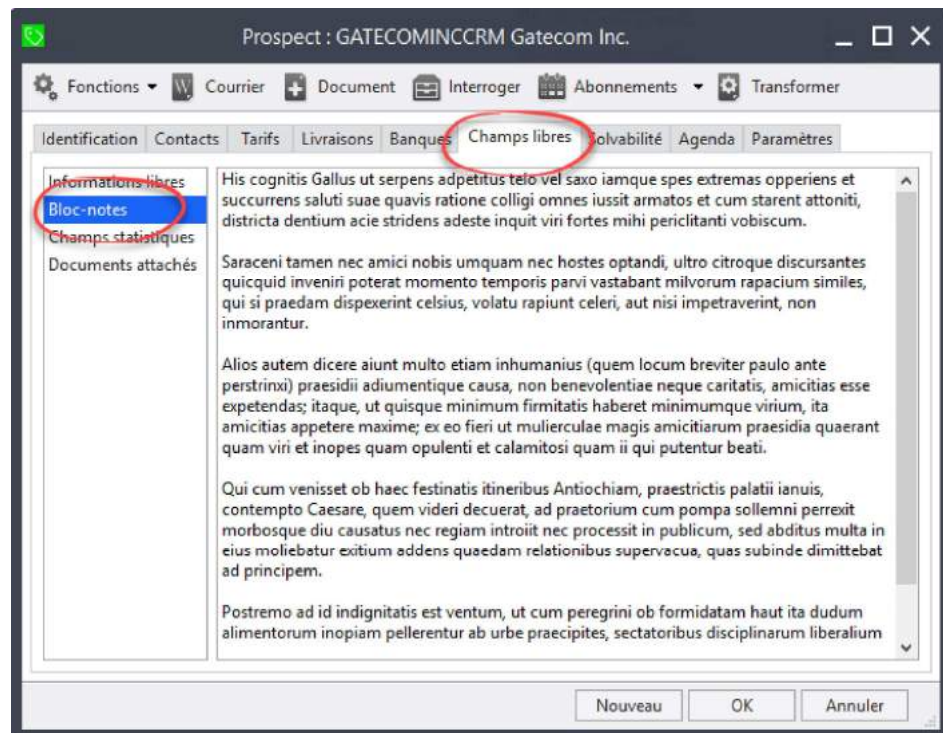 Prospect : GATECOMINCCRM Gatecom Inc.
Fonctions Courrier Document Interroger Abonnements Transformer
Identification Contacts Tarifs Livraisons Banques Champs libres Solvabilité Agenda Paramètres
Informations libres
Bloc-notes
Champs statistiques
Documents attachés
His cognitis Gallus ut serpens adpetitus telo vel saxo iamque spes extremas opperiens et
succurrens saluti suae quavis ratione colligi omnes iussit armatos et cum starent attoniti,
districta dentium acie stridens adeste inquit viri fortes mihi periclitanti vobiscum.
Saraceni tamen nec amici nobis umquam nec hostes optandi, ultro citroque discursantes
quicquid inveniri poterat momento temporis parvi vastabant milvorum rapacium similes,
qui si praedam dispexerint celsius, volatu rapiunt celeri, aut nisi impetraverint, non
inmorantur.
Alios autem dicere aiunt multo etiam inhumanius (quem locum breviter paulo ante
perstrinxi) praesidii adiumentique causa, non benevolentiae neque caritatis, amicitias esse
expetendas; itaque, ut quisque minimum firmitatis haberet minimumque virium, ita
amicitias appetere maxime; ex eo fieri ut mulierculae magis amicitiarum praesidia quaerant
quam viri et inopes quam opulenti et calamitosi quam ii qui putentur beati.
Qui cum venisset ob haec festinatis itineribus Antiochiam, praestrictis palatii ianuis,
contempto Caesare, quem videri decuerat, ad praetorium cum pompa sollemni perrexit
morbosque diu causatus nec regiam introiit nec processit in publicum, sed abditus multa in
eius moliebatur exitium addens quaedam relationibus supervacua, quas subinde dimittebat
ad principem.
Postremo ad id indignitatis est ventum, ut cum peregrini ob formidatam haut ita dudum
alimentorum inopiam pellerentur ab urbe praecipites, sectatoribus disciplinarum liberalium
Nouveau OK Annuler